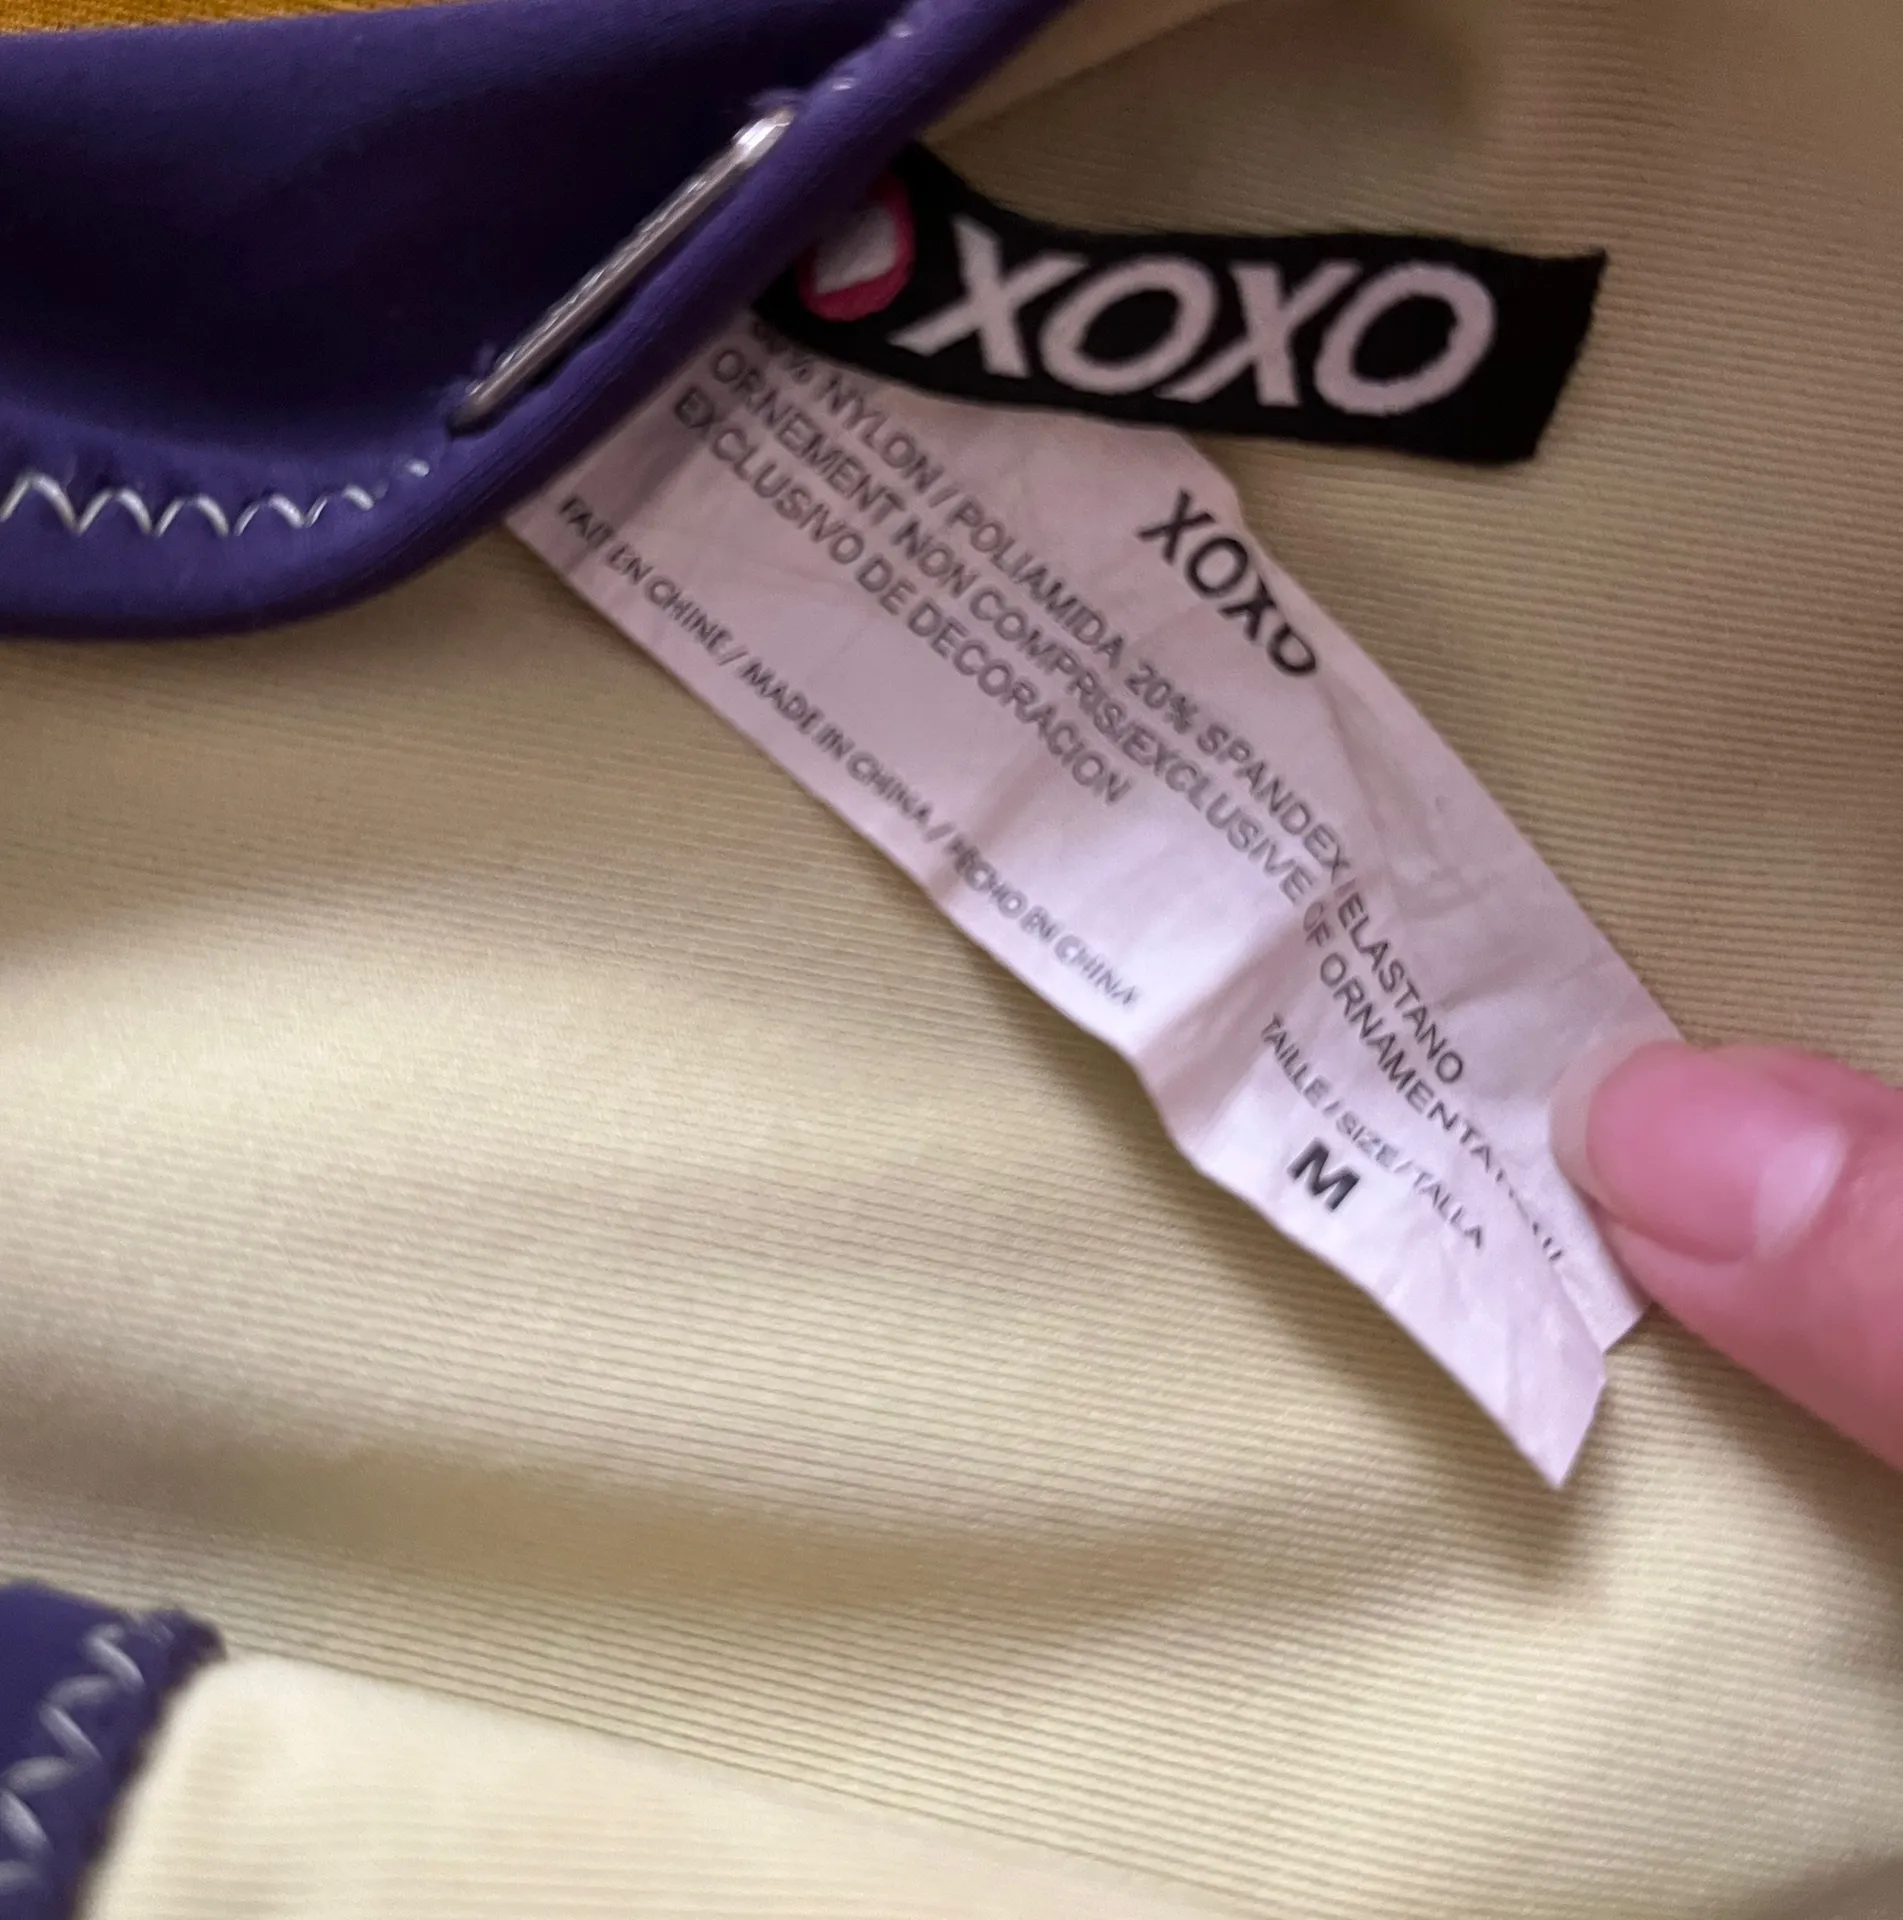 XOXO
XOXO
NYLON / POLIAMIDA 20% SPANDEX/ELASTANO
ORNEMENT NON COMPRIS/EXCLUSIVE OF
EXCLUSIVO DE DECORACION
FAIT EN CHINE / MADE IN CHINA / HECHO EN CHINA
TAILLE / SIZE / TALLA
M